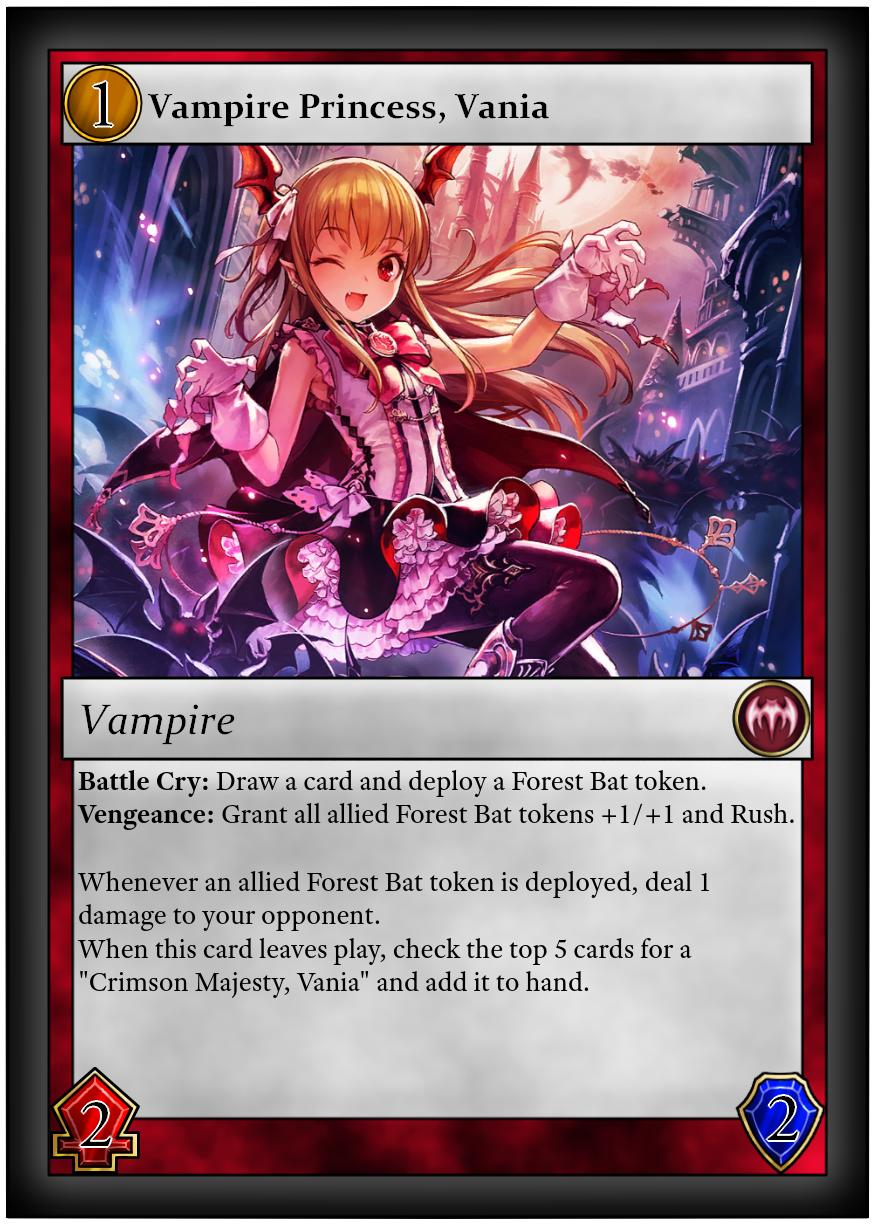 1
Vampire Princess, Vania
Vampire
Battle Cry: Draw a card and deploy a Forest Bat token.
Vengeance: Grant all allied Forest Bat tokens +1/+1 and Rush.
Whenever an allied Forest Bat token is deployed, deal 1
damage to your opponent.
When this card leaves play, check the top 5 cards for a
"Crimson Majesty, Vania" and add it to hand.
2
2